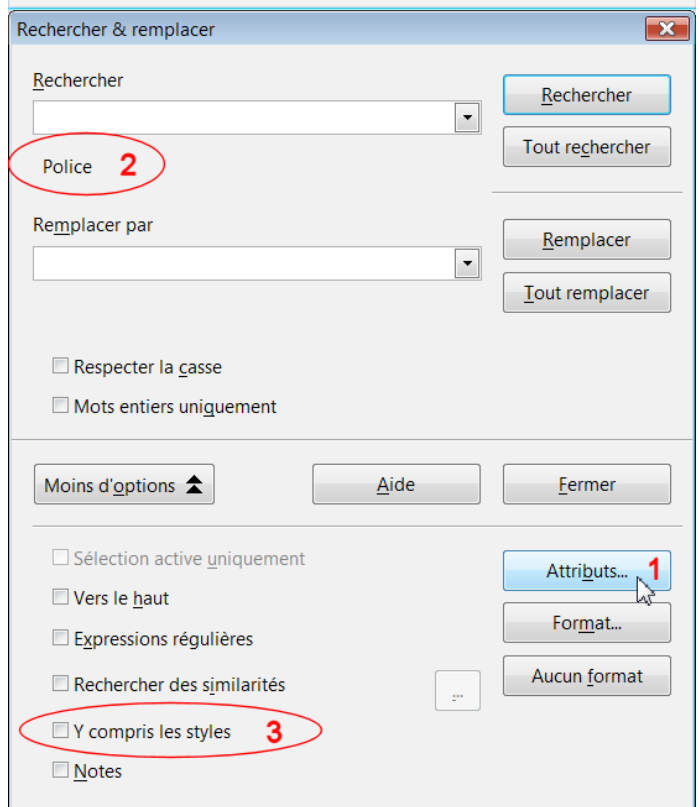 Rechercher & remplacer
Rechercher
Rechercher
Tout rechercher
Police 2
Remplacer par
Remplacer
Tout remplacer
Respecter la casse
Mots entiers uniquement
Moins d'options
Aide
Fermer
Sélection active uniquement
Attributs... 1
Vers le haut
Format...
Expressions régulières
Rechercher des similarités
...
Aucun format
Y compris les styles 3
Notes